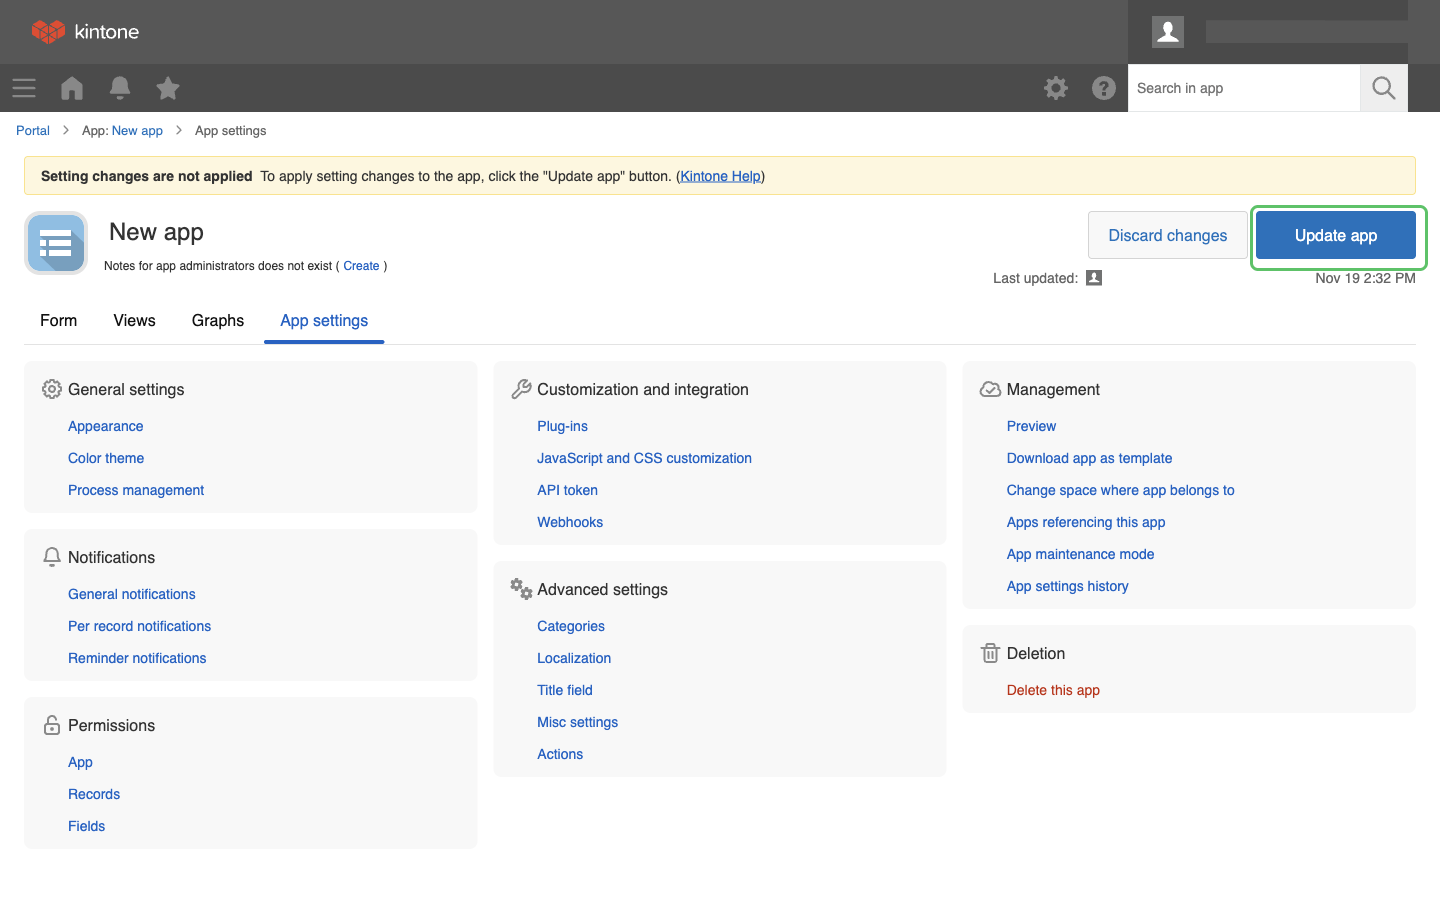 kintone
Search in app
Portal > App: New app > App settings
Setting changes are not applied To apply setting changes to the app, click the "Update app" button. (Kintone Help)
New app
Notes for app administrators does not exist ( Create )
Discard changes
Update app
Last updated:
Nov 19 2:32 PM
Form Views Graphs App settings
General settings
Appearance
Color theme
Process management
Notifications
General notifications
Per record notifications
Reminder notifications
Permissions
App
Records
Fields
Customization and integration
Plug-ins
JavaScript and CSS customization
API token
Webhooks
Advanced settings
Categories
Localization
Title field
Misc settings
Actions
Management
Preview
Download app as template
Change space where app belongs to
Apps referencing this app
App maintenance mode
App settings history
Deletion
Delete this app